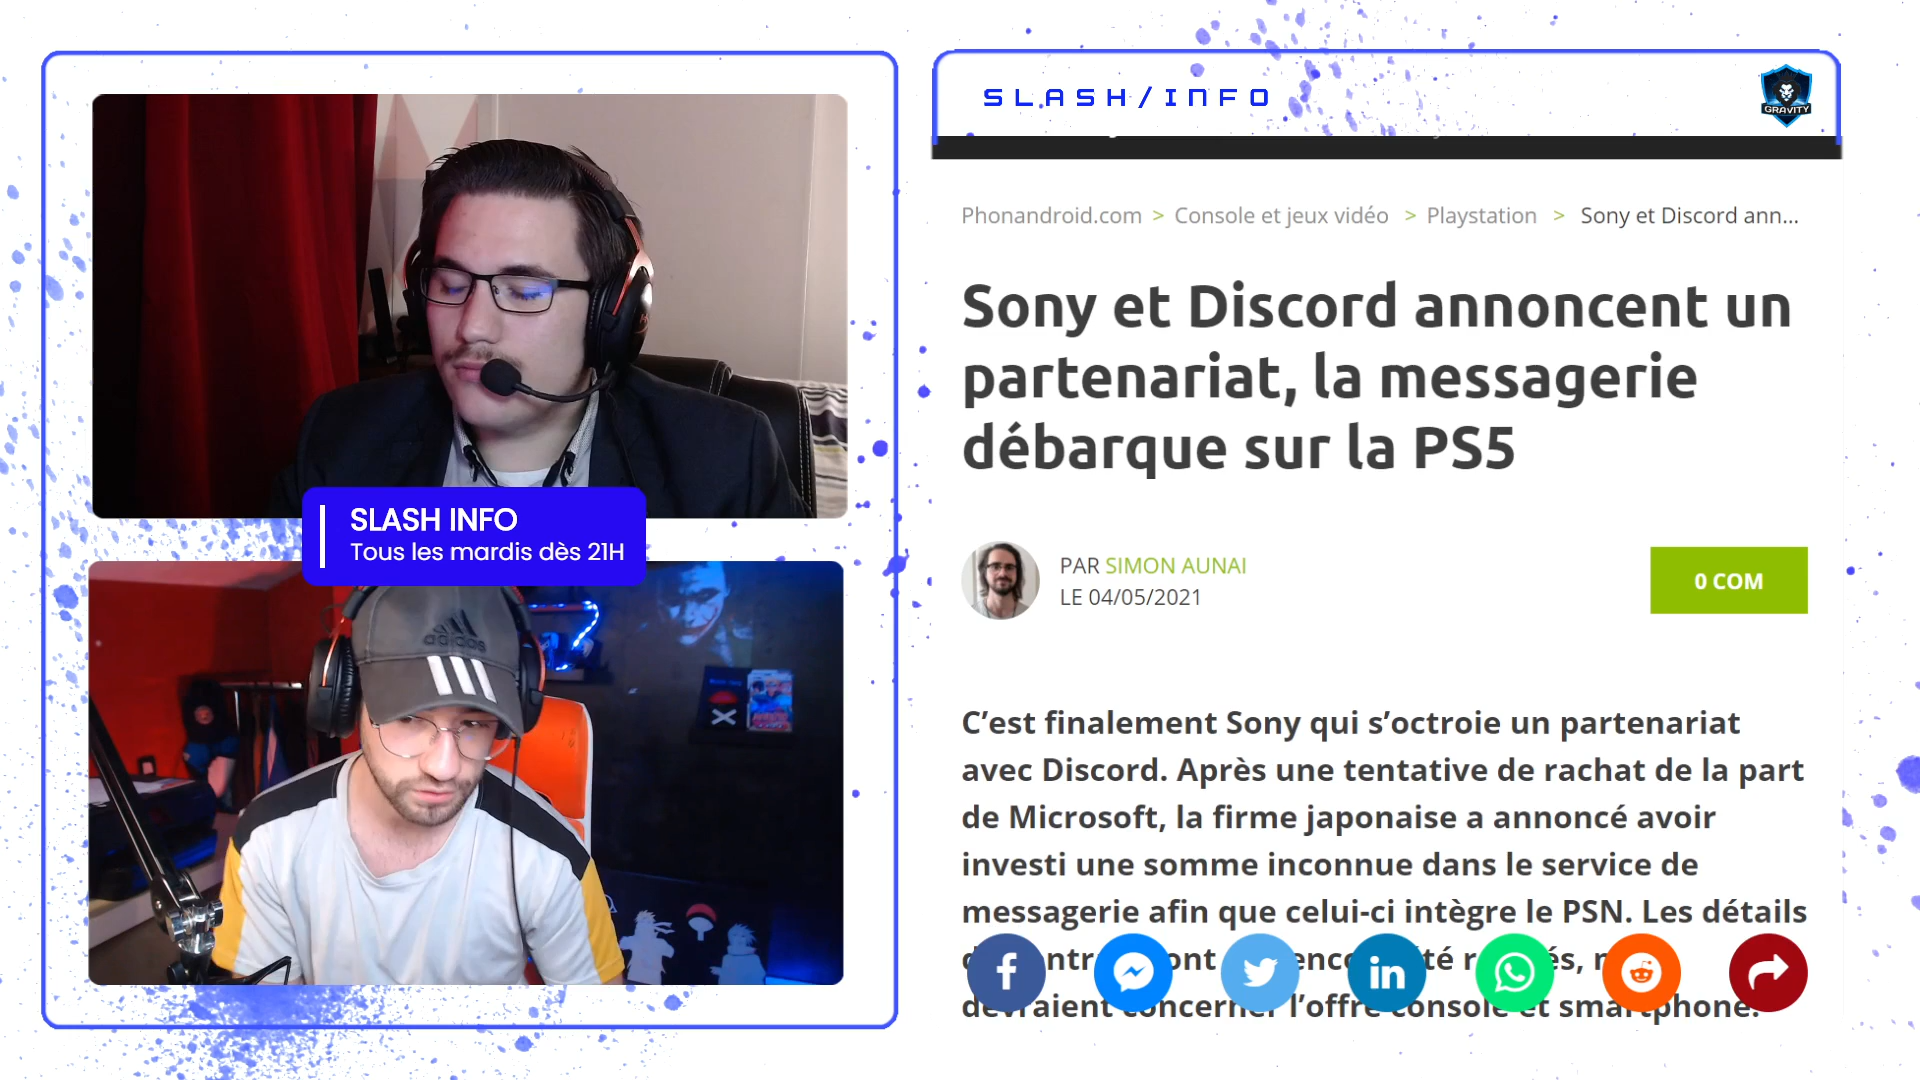 SLASH/INFO
GRAVITY
Phonandroid.com > Console et jeux vidéo > Playstation > Sony et Discord ann...
Sony et Discord annoncent un
partenariat, la messagerie
débarque sur la PS5
PAR SIMON AUNAI
LE 04/05/2021
0 COM
C’est finalement Sony qui s’octroie un partenariat
avec Discord. Après une tentative de rachat de la part
de Microsoft, la firme japonaise a annoncé avoir
investi une somme inconnue dans le service de
messagerie afin que celui-ci intègre le PSN. Les détails
devraient concerner l’offre console et smartphone.
SLASH INFO
Tous les mardis dès 21H
adidas